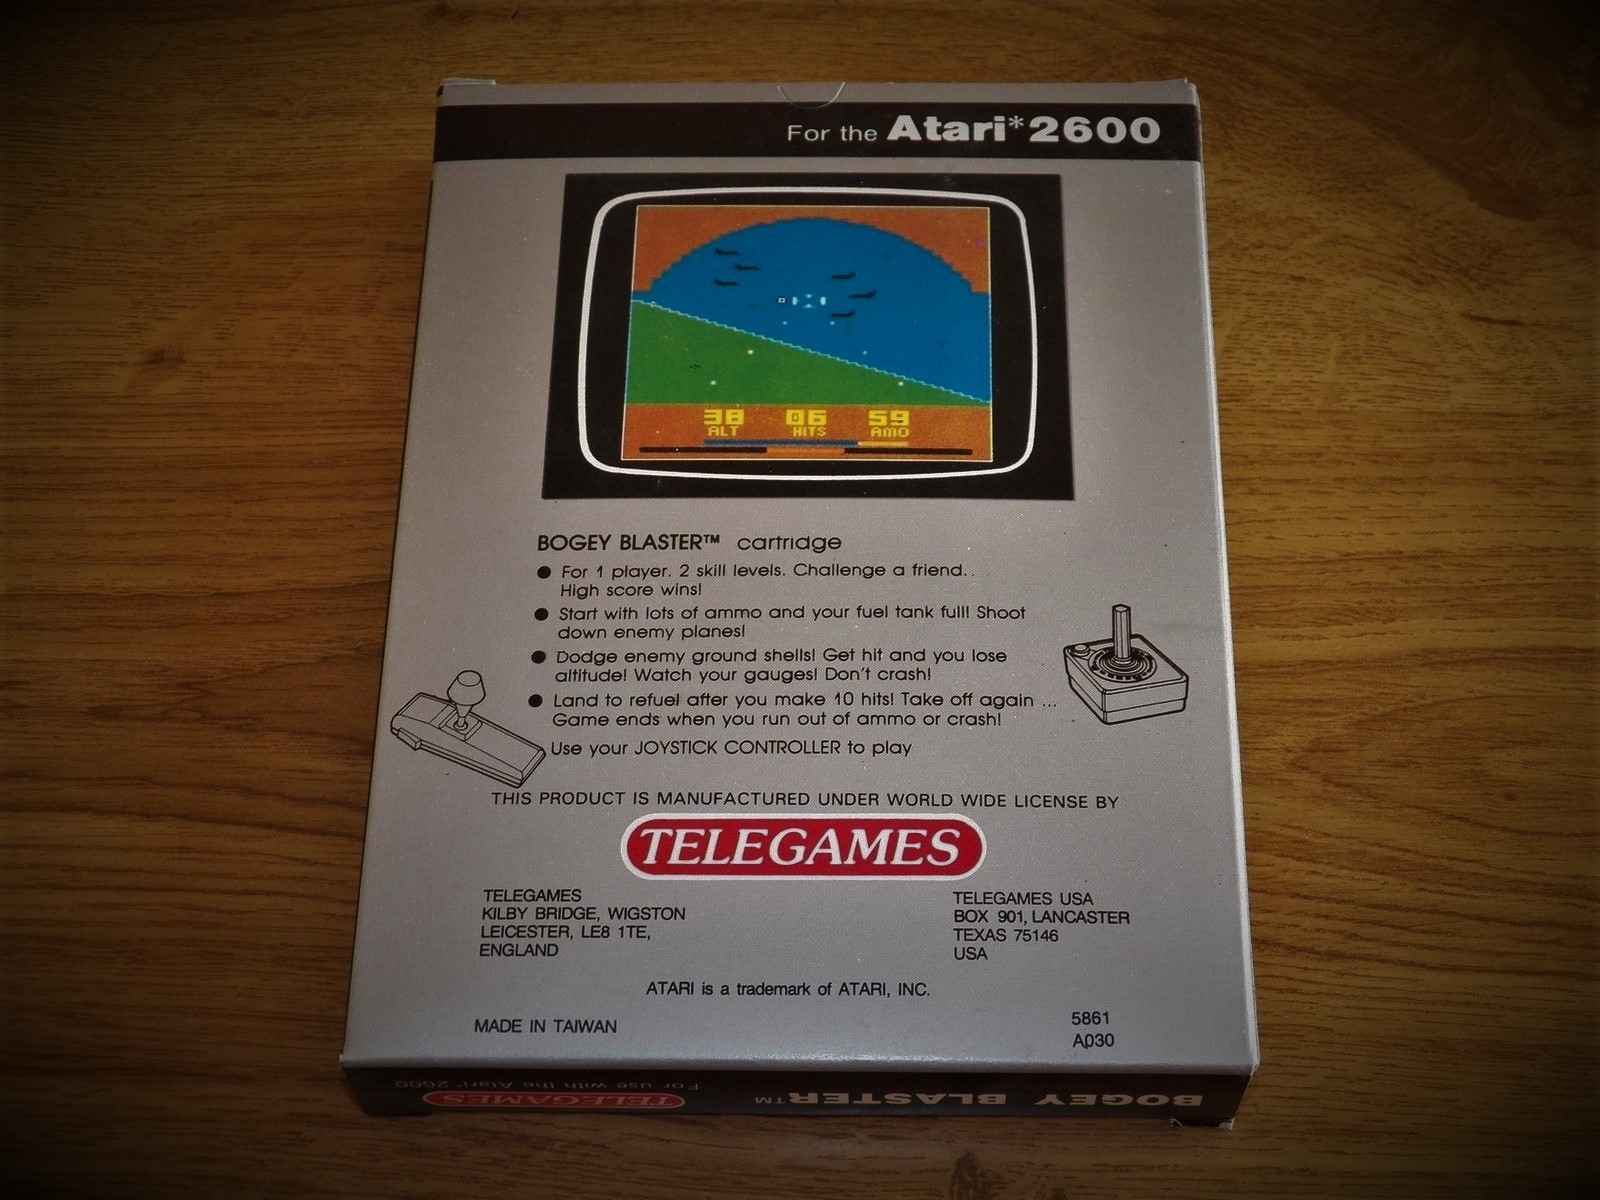 For the Atari*2600
38 06 59
ALT HITS AMO
BOGEY BLASTER™ cartridge
● For 1 player. 2 skill levels. Challenge a friend..
High score wins!
● Start with lots of ammo and your fuel tank full! Shoot
down enemy planes!
● Dodge enemy ground shells! Get hit and you lose
altitude! Watch your gauges! Don't crash!
● Land to refuel after you make 10 hits! Take off again ...
Game ends when you run out of ammo or crash!
Use your JOYSTICK CONTROLLER to play
THIS PRODUCT IS MANUFACTURED UNDER WORLD WIDE LICENSE BY
TELEGAMES
TELEGAMES
KILBY BRIDGE, WIGSTON
LEICESTER, LE8 1TE,
ENGLAND
TELEGAMES USA
BOX 901, LANCASTER
TEXAS 75146
USA
ATARI is a trademark of ATARI, INC.
MADE IN TAIWAN
5861
A030
BOGEY BLASTER™
For use with the Atari* 2600
TELEGAMES